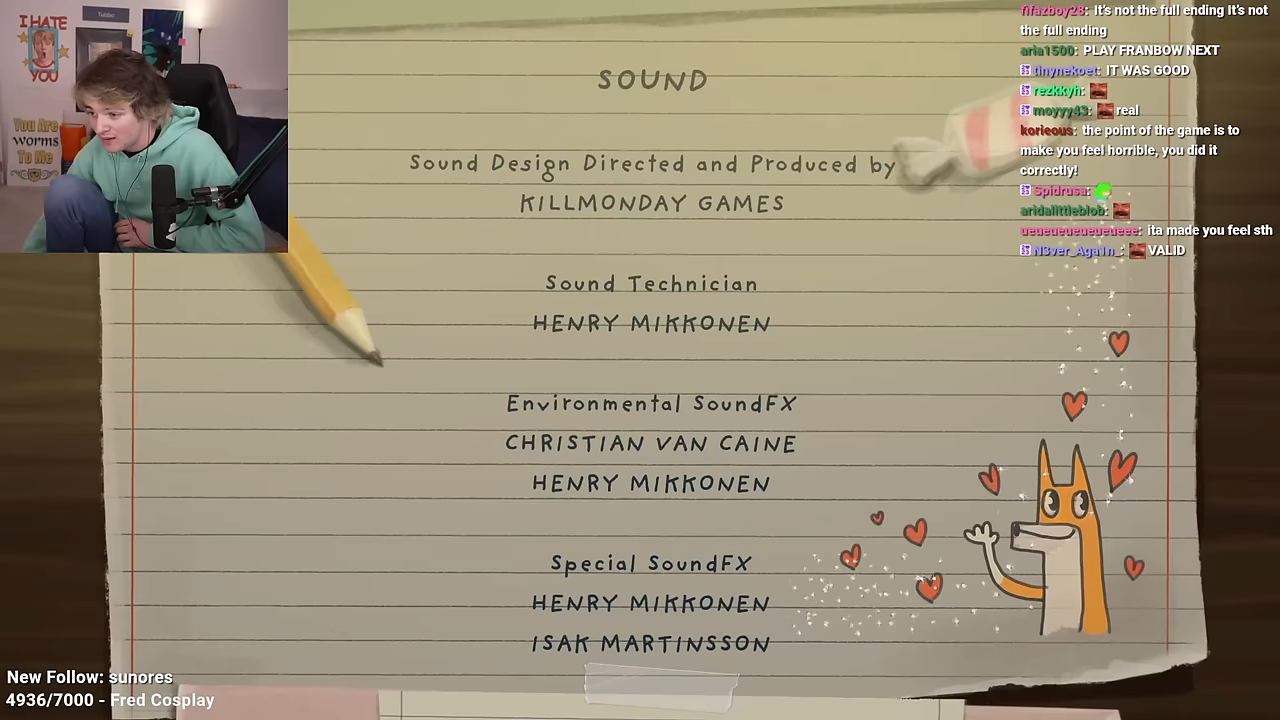 I HATE
YOU
Tubbo
You Are
worms
To Me
SOUND
Sound Design Directed and Produced by
KILLMONDAY GAMES
Sound Technician
HENRY MIKKONEN
Environmental SoundFX
CHRISTIAN VAN CAINE
HENRY MIKKONEN
Special SoundFX
HENRY MIKKONEN
ISAK MARTINSSON
fifazboy28: It's not the full ending It's not
the full ending
aria1500: PLAY FRANBOW NEXT
tinynekoet: IT WAS GOOD
rezkkyh:
moyyy43: real
korieous: the point of the game is to
make you feel horrible, you did it
correctly!
Spidrusa:
aridalittleblob:
ueueueueueueueee: ita made you feel sth
N3ver_Aga1n_: VALID
New Follow: sunores
4936/7000 - Fred Cosplay